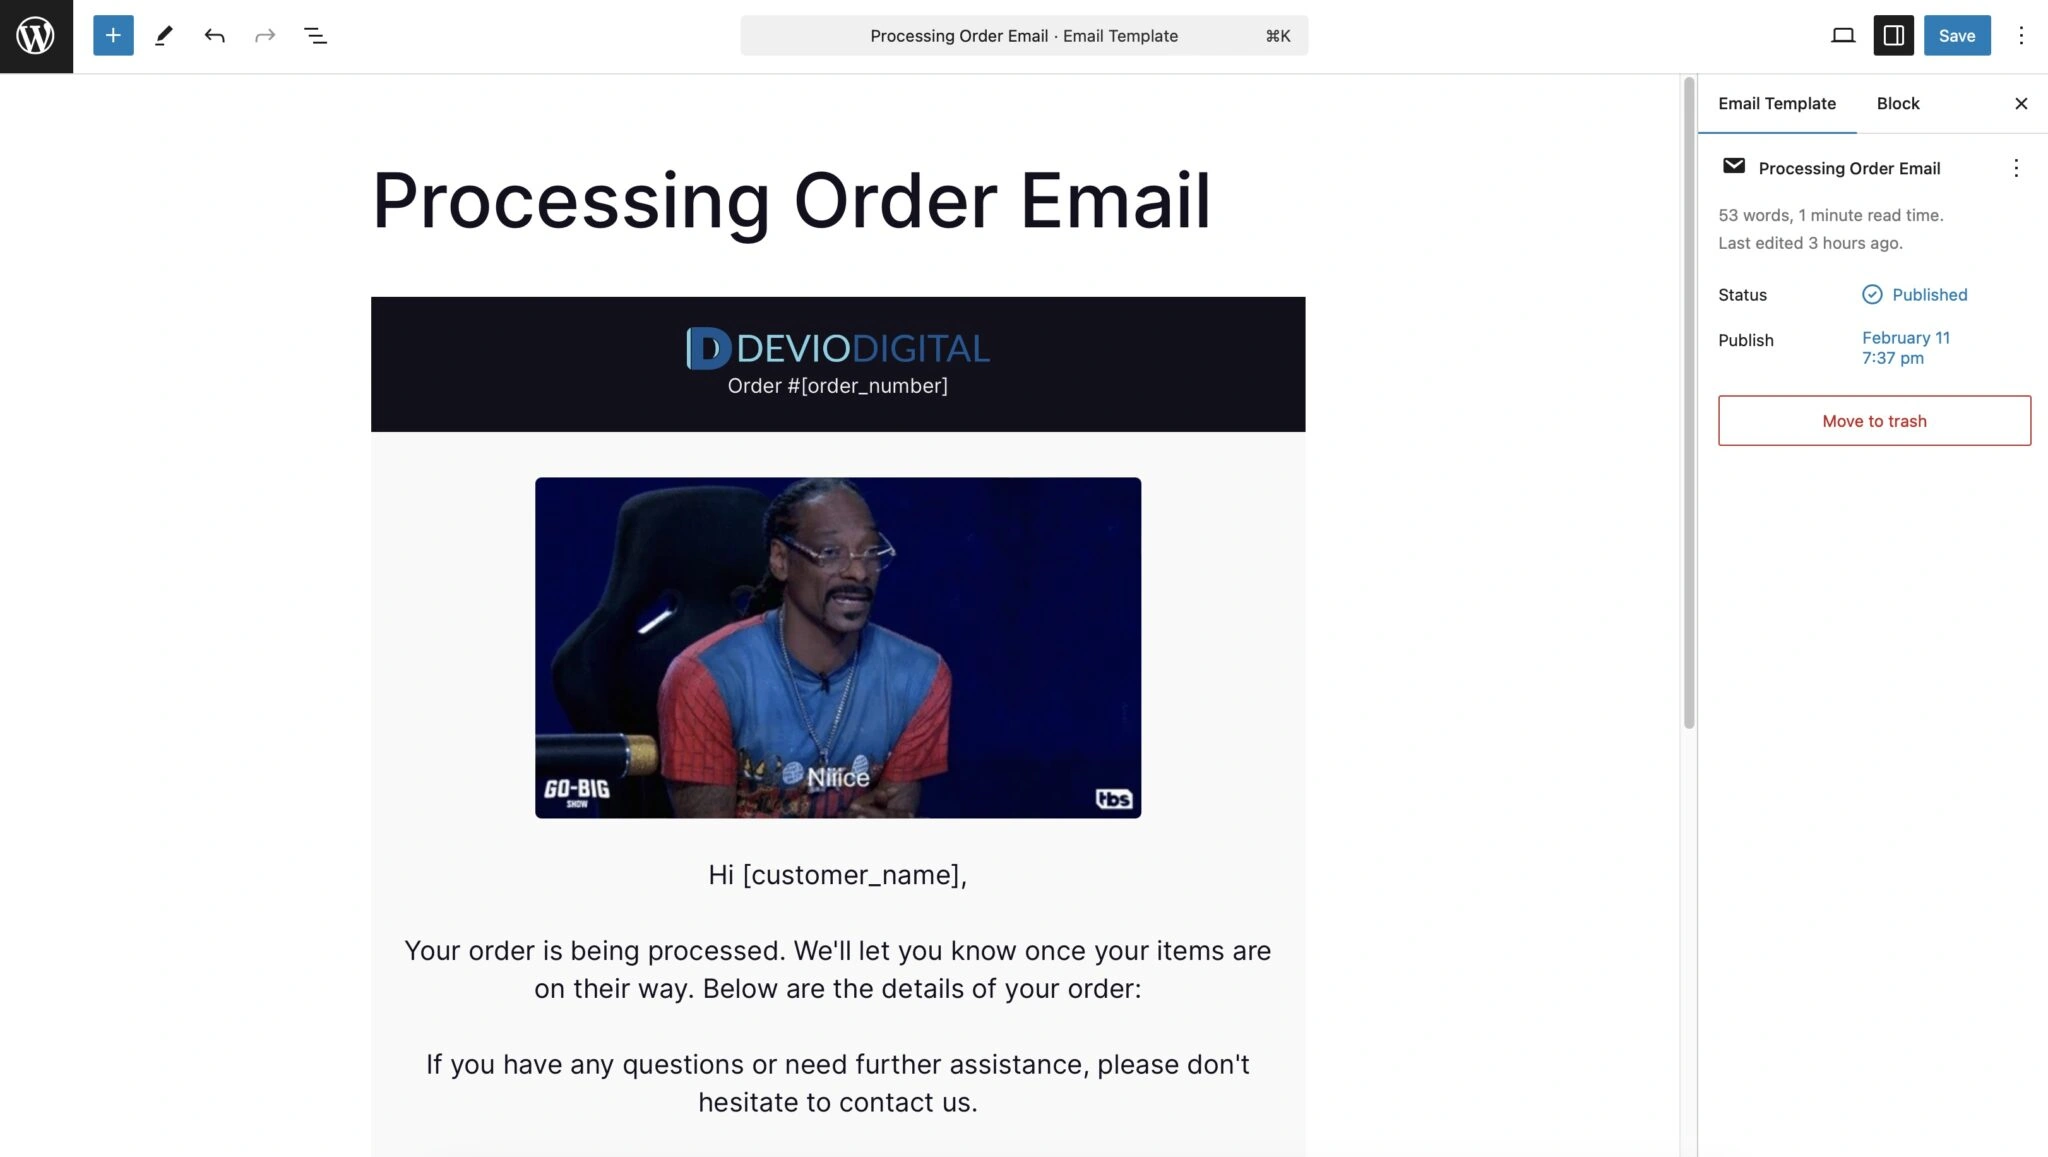 Processing Order Email · Email Template ⌘K
Save
Processing Order Email
DEVIODIGITAL
Order #[order_number]
Niiice
GO-BIG
SHOW
tbs
Hi [customer_name],
Your order is being processed. We'll let you know once your items are
on their way. Below are the details of your order:
If you have any questions or need further assistance, please don't
hesitate to contact us.
Email Template
Block
Processing Order Email
53 words, 1 minute read time.
Last edited 3 hours ago.
Status Published
Publish February 11
7:37 pm
Move to trash